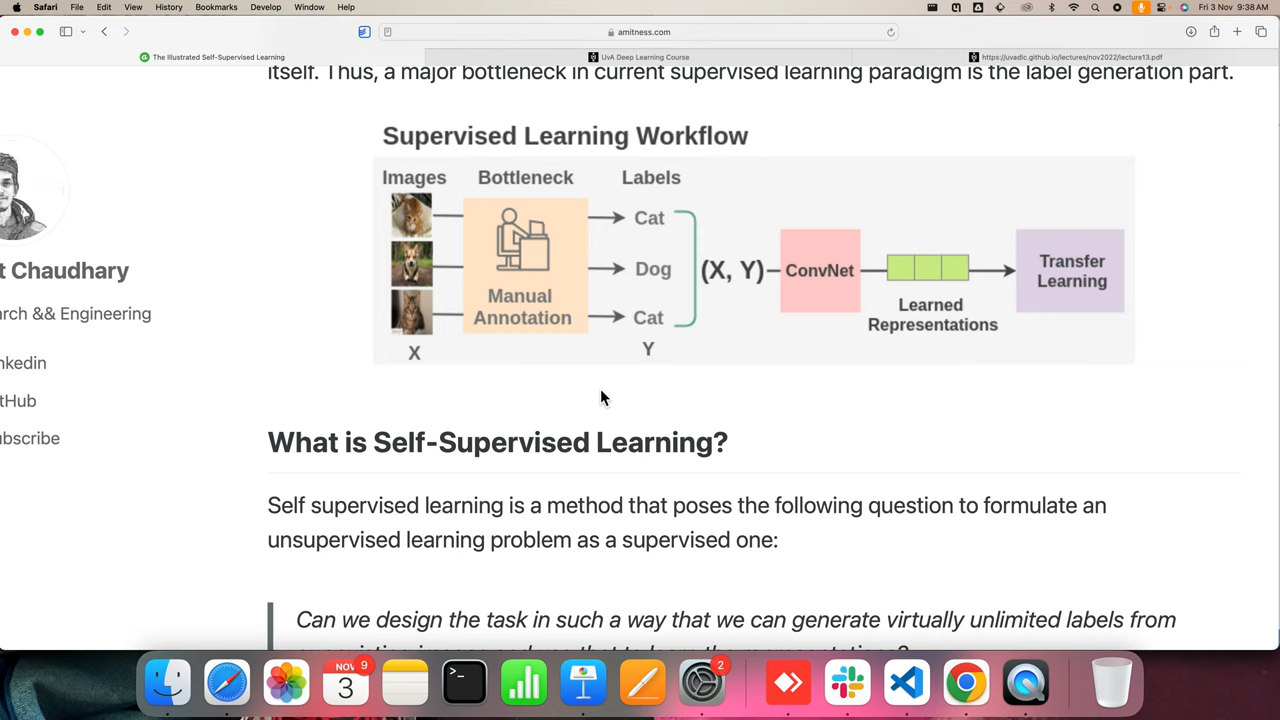 Safari File Edit View History Bookmarks Develop Window Help Fri 3 Nov 9:38 AM
amitness.com
The Illustrated Self-Supervised Learning UvA Deep Learning Course https://uvadlc.github.io/lectures/nov2022/lecture13.pdf
itself. Thus, a major bottleneck in current supervised learning paradigm is the label generation part.
Supervised Learning Workflow
Images Bottleneck Labels
Cat
Dog
Cat
Manual
Annotation
X
Y
(X, Y)
ConvNet
Learned
Representations
Transfer
Learning
t Chaudhary
arch && Engineering
nkedin
tHub
ubscribe
What is Self-Supervised Learning?
Self supervised learning is a method that poses the following question to formulate an
unsupervised learning problem as a supervised one:
Can we design the task in such a way that we can generate virtually unlimited labels from
NOV 9
3
2